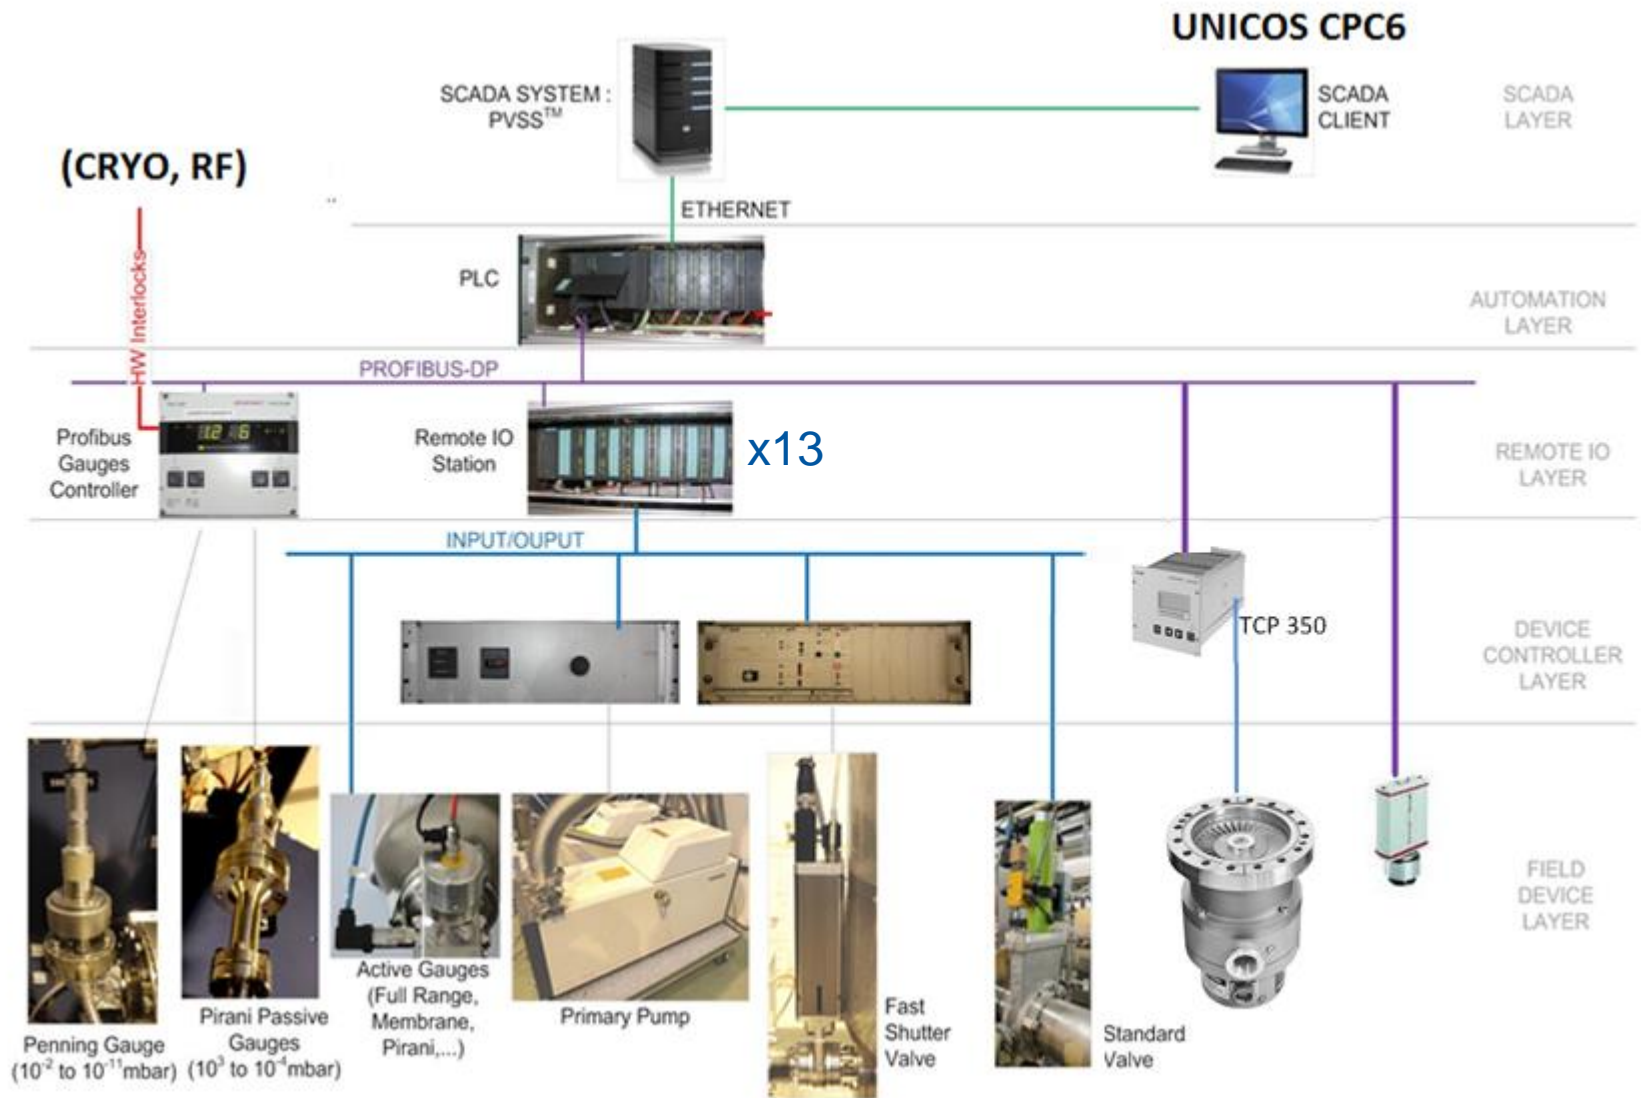 UNICOS CPC6
SCADA SYSTEM :
PVSS™
SCADA
CLIENT
SCADA
LAYER
(CRYO, RF)
ETHERNET
PLC
AUTOMATION
LAYER
HW Interlocks
PROFIBUS-DP
Profibus
Gauges
Controller
Remote IO
Station
x13
REMOTE IO
LAYER
INPUT/OUPUT
TCP 350
DEVICE
CONTROLLER
LAYER
FIELD
DEVICE
LAYER
Penning Gauge
(10⁻² to 10⁻¹¹mbar)
Pirani Passive
Gauges
(10³ to 10⁻⁴mbar)
Active Gauges
(Full Range,
Membrane,
Pirani,...)
Primary Pump
Fast
Shutter
Valve
Standard
Valve